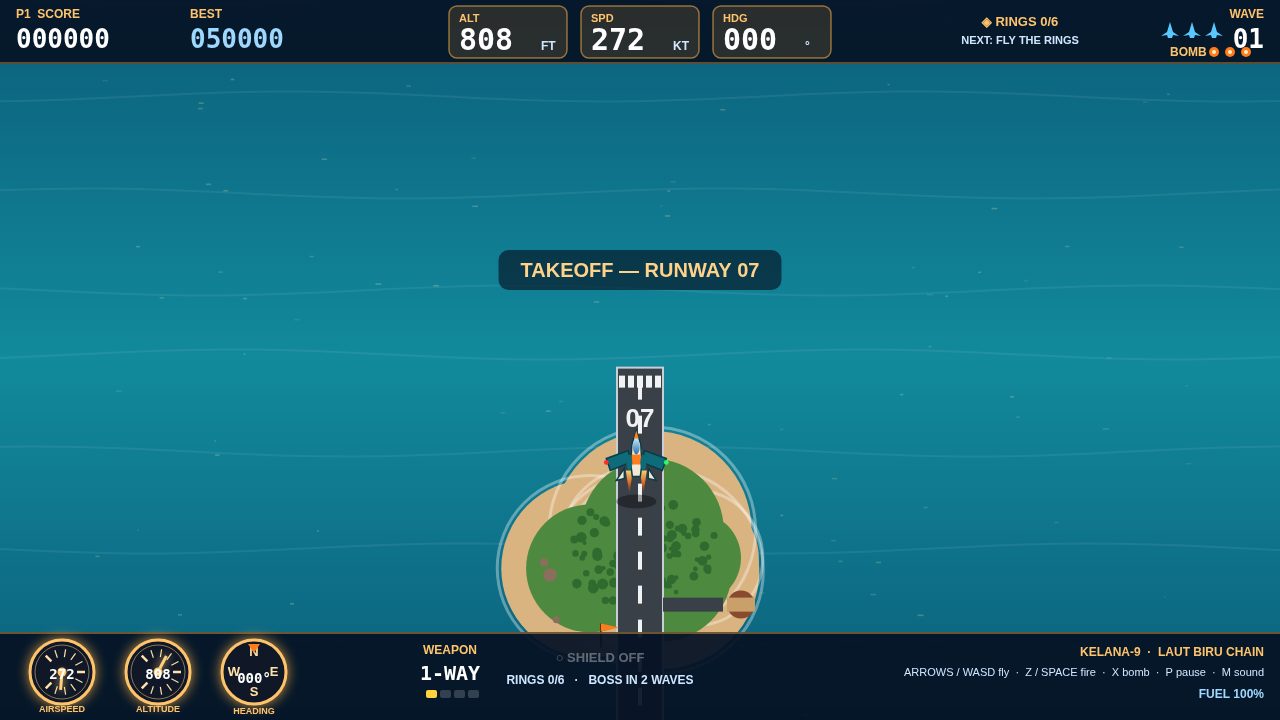 P1 SCORE
000000
BEST
050000
ALT
808 FT
SPD
272 KT
HDG
000 °
◈ RINGS 0/6
NEXT: FLY THE RINGS
WAVE
01
BOMB
TAKEOFF — RUNWAY 07
07
272
AIRSPEED
808
ALTITUDE
N
W 000° E
S
HEADING
WEAPON
1-WAY
○ SHIELD OFF
RINGS 0/6 · BOSS IN 2 WAVES
KELANA-9 · LAUT BIRU CHAIN
ARROWS / WASD fly · Z / SPACE fire · X bomb · P pause · M sound
FUEL 100%